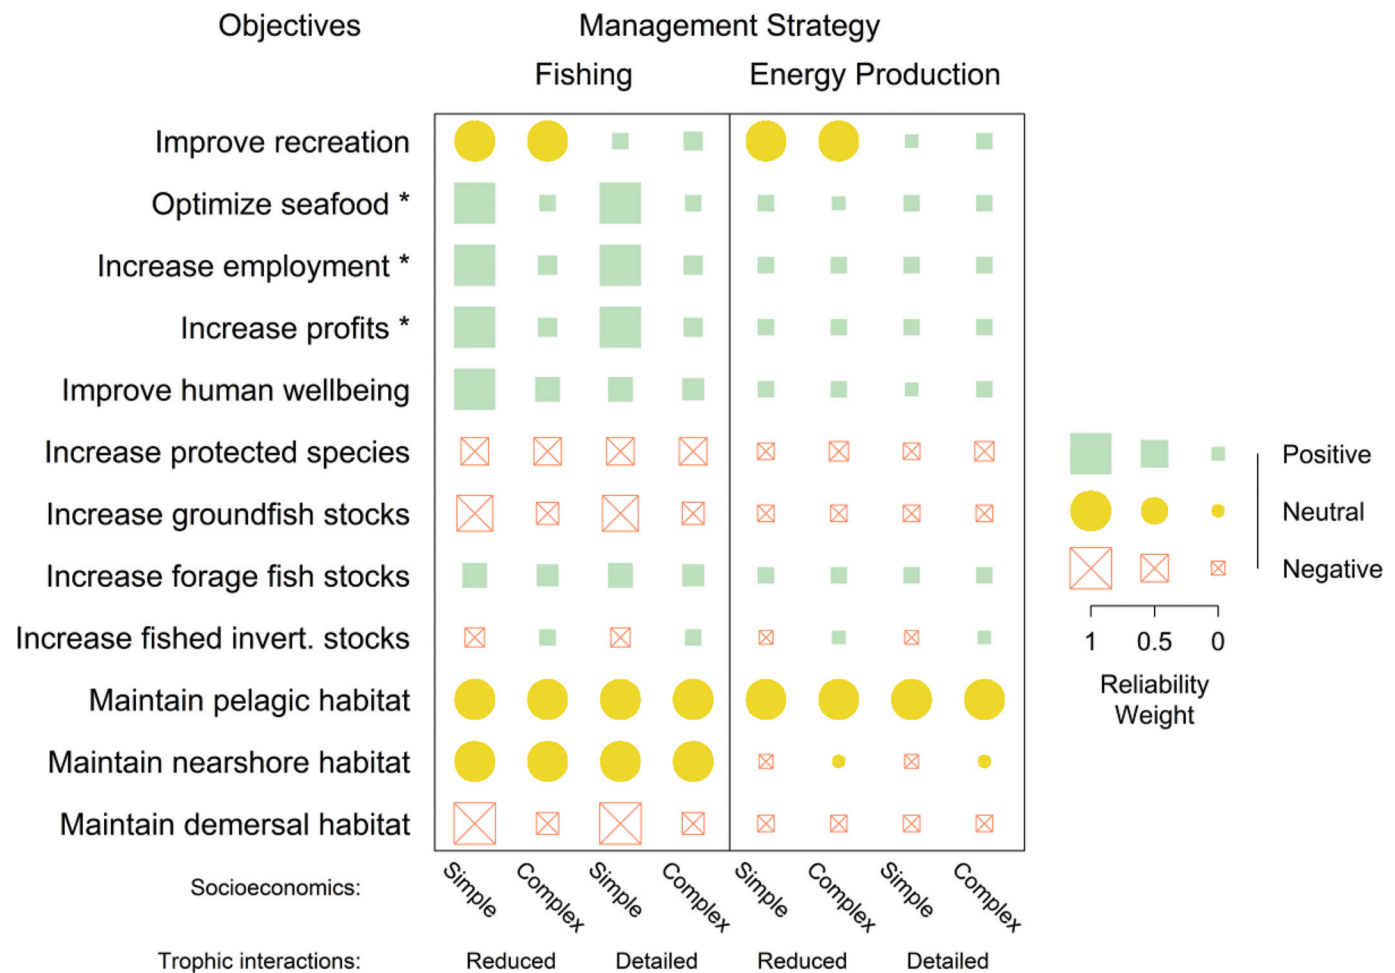 Objectives Management Strategy
Fishing Energy Production
Improve recreation
Optimize seafood *
Increase employment *
Increase profits *
Improve human wellbeing
Increase protected species
Increase groundfish stocks
Increase forage fish stocks
Increase fished invert. stocks
Maintain pelagic habitat
Maintain nearshore habitat
Maintain demersal habitat
Positive
Neutral
Negative
1 0.5 0
Reliability
Weight
Socioeconomics: Simple Complex Simple Complex Simple Complex Simple Complex
Trophic interactions: Reduced Detailed Reduced Detailed